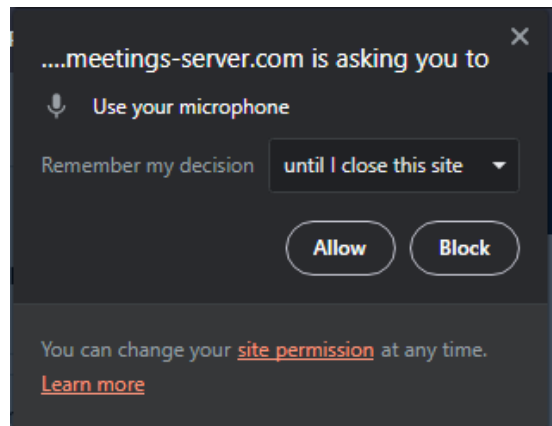 ....meetings-server.com is asking you to
Use your microphone
Remember my decision until I close this site
Allow Block
You can change your site permission at any time.
Learn more